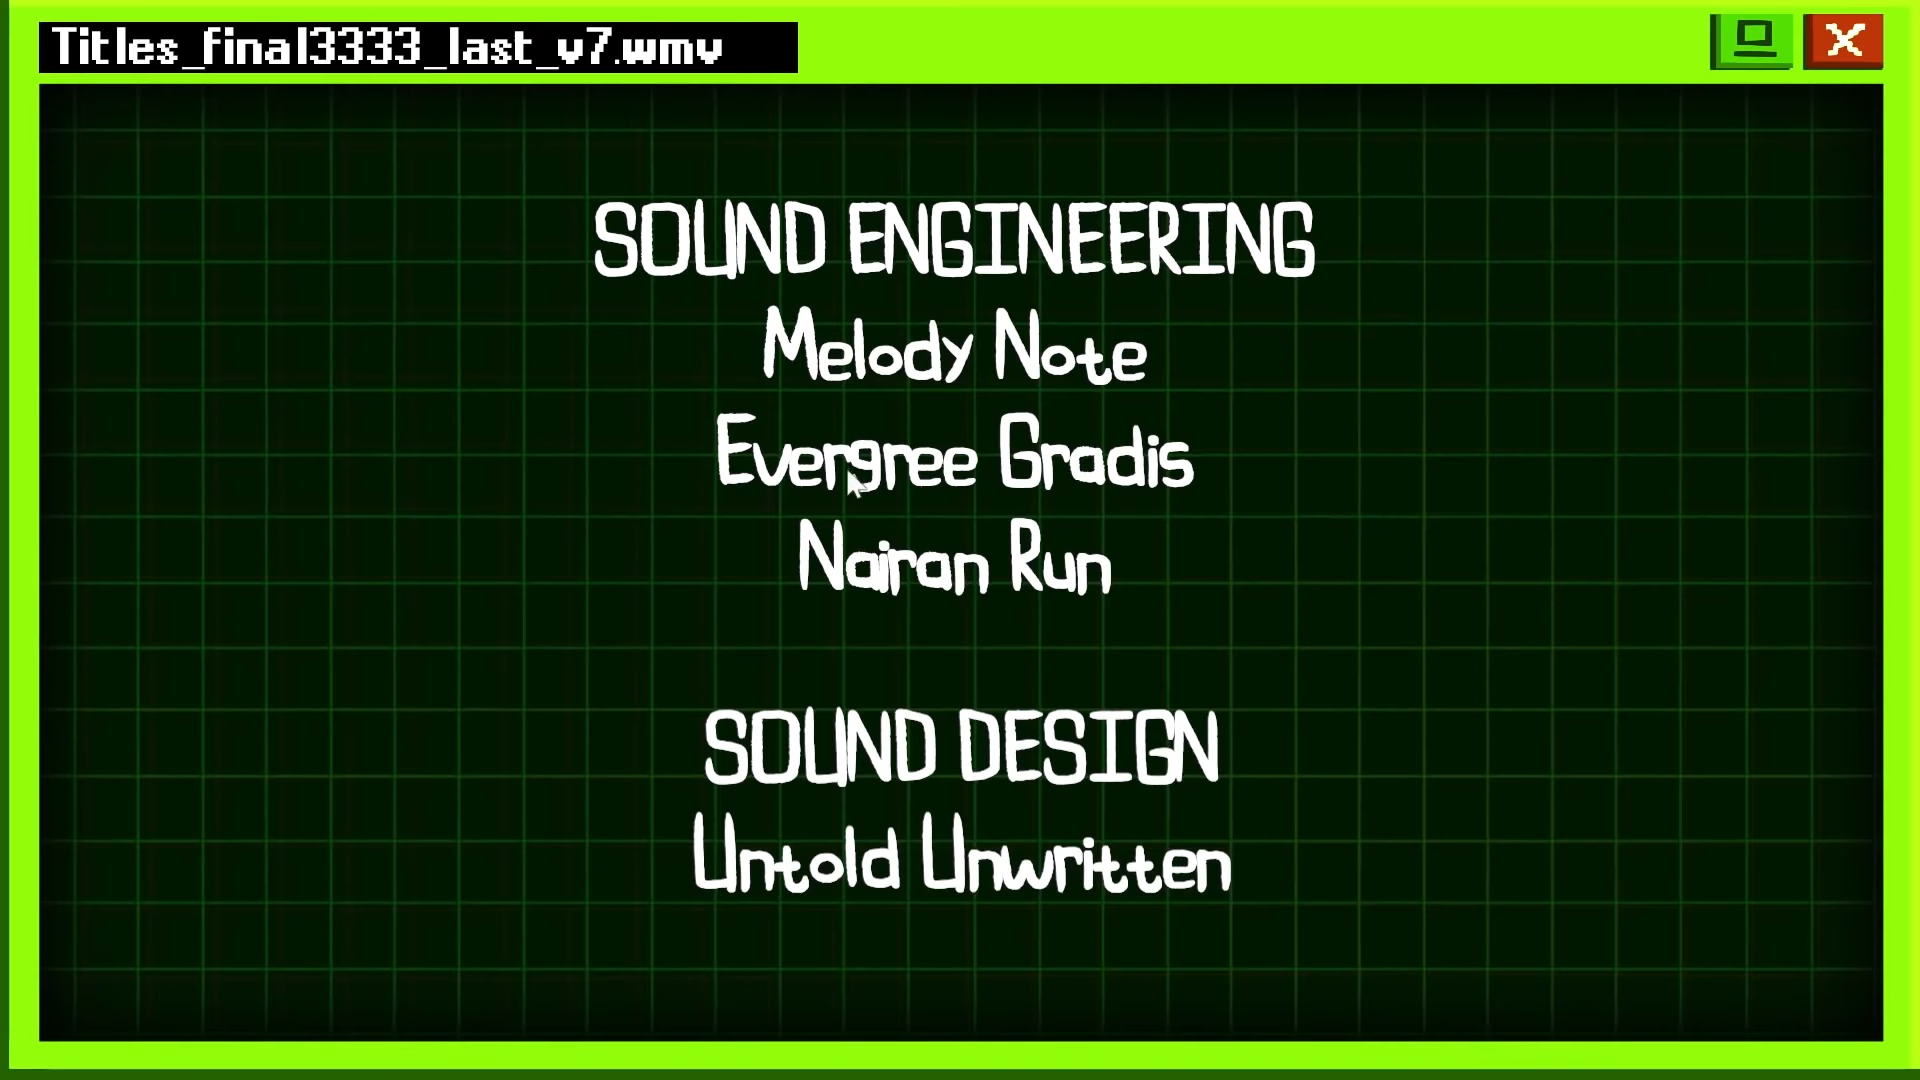 Titles_final3333_last_v7.wmv
SOUND ENGINEERING
Melody Note
Evergree Gradis
Nairan Run
SOUND DESIGN
Untold Unwritten